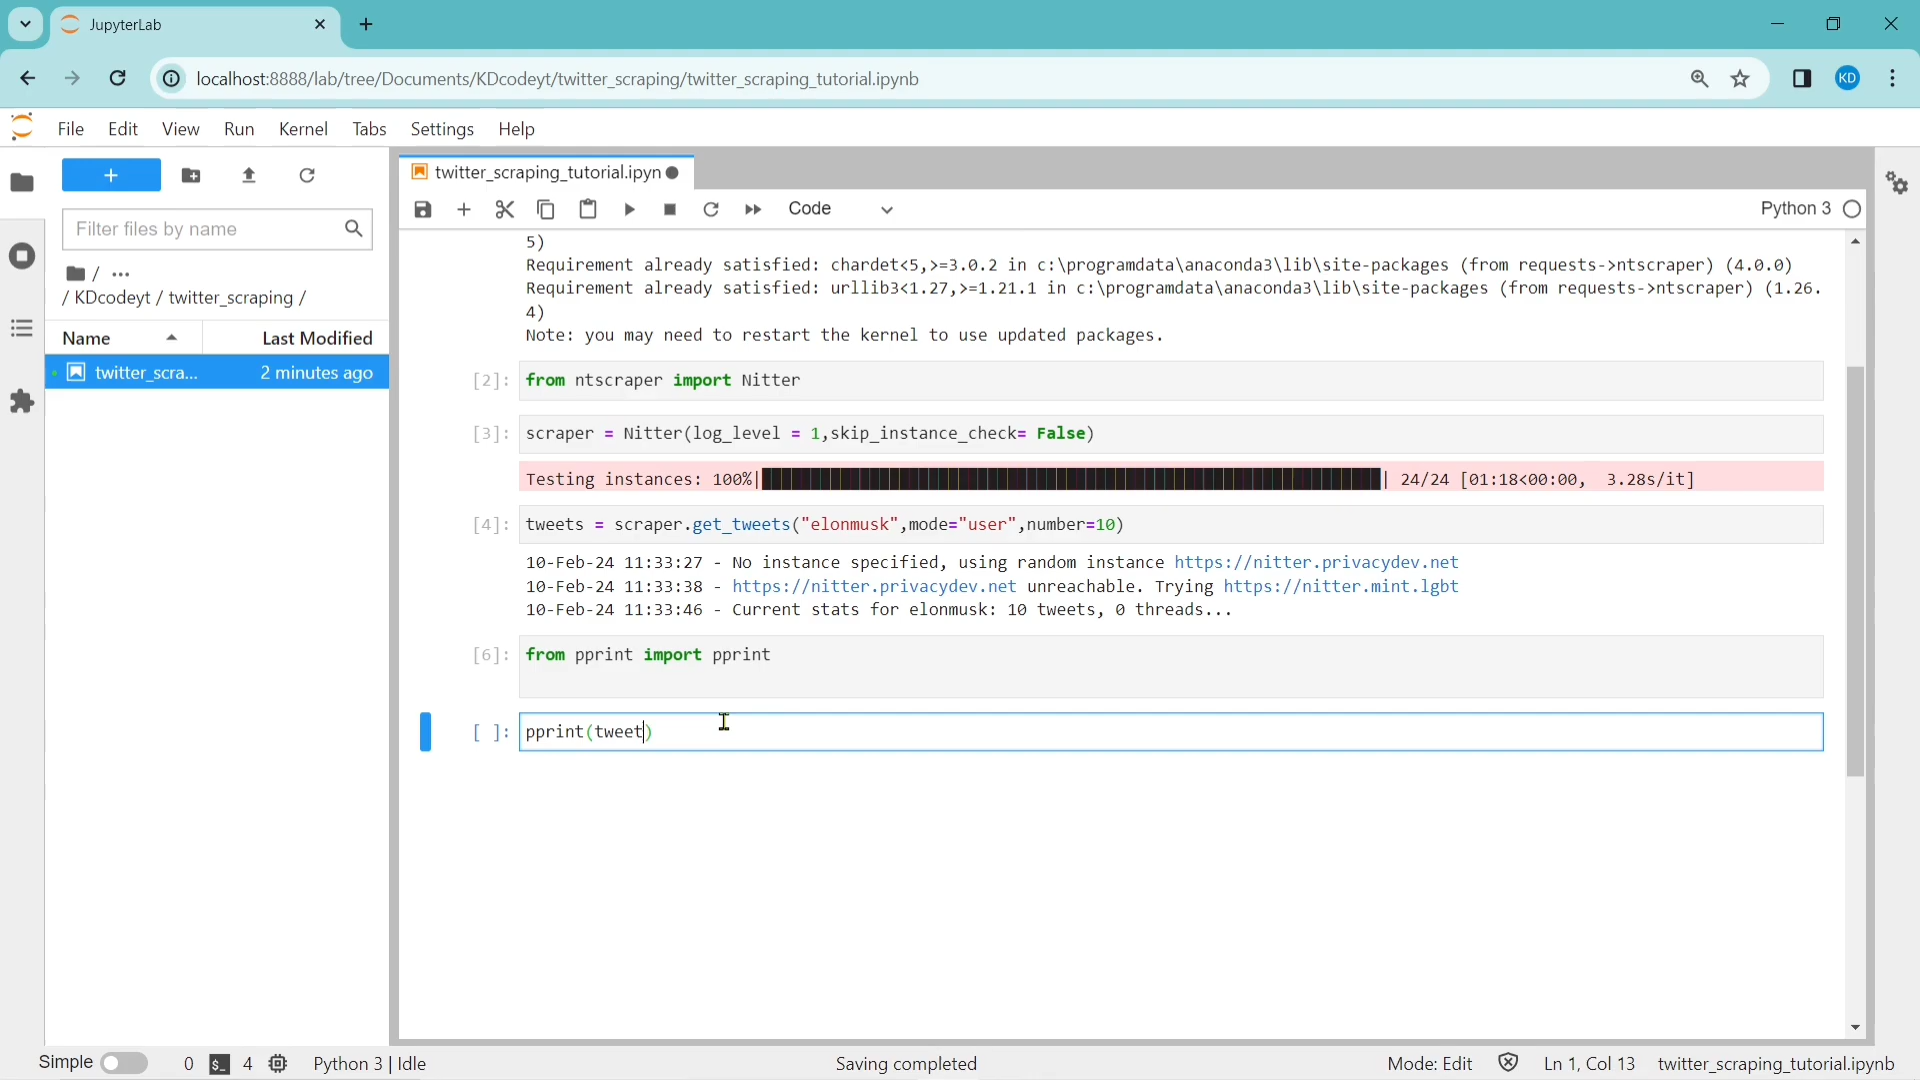 JupyterLab
localhost:8888/lab/tree/Documents/KDcodeyt/twitter_scraping/twitter_scraping_tutorial.ipynb
KD
File Edit View Run Kernel Tabs Settings Help
twitter_scraping_tutorial.ipyn
Filter files by name
Code
Python 3
/ ...
/ KDcodeyt / twitter_scraping /
Name Last Modified
twitter_scra... 2 minutes ago
5)
Requirement already satisfied: chardet<5,>=3.0.2 in c:\programdata\anaconda3\lib\site-packages (from requests->ntscraper) (4.0.0)
Requirement already satisfied: urllib3<1.27,>=1.21.1 in c:\programdata\anaconda3\lib\site-packages (from requests->ntscraper) (1.26.
4)
Note: you may need to restart the kernel to use updated packages.
[2]: from ntscraper import Nitter
[3]: scraper = Nitter(log_level = 1,skip_instance_check= False)
Testing instances: 100%| | 24/24 [01:18<00:00, 3.28s/it]
[4]: tweets = scraper.get_tweets("elonmusk",mode="user",number=10)
10-Feb-24 11:33:27 - No instance specified, using random instance https://nitter.privacydev.net
10-Feb-24 11:33:38 - https://nitter.privacydev.net unreachable. Trying https://nitter.mint.lgbt
10-Feb-24 11:33:46 - Current stats for elonmusk: 10 tweets, 0 threads...
[6]: from pprint import pprint
[ ]: pprint(tweet)
Simple 0 $_ 4 Python 3 | Idle Saving completed Mode: Edit Ln 1, Col 13 twitter_scraping_tutorial.ipynb